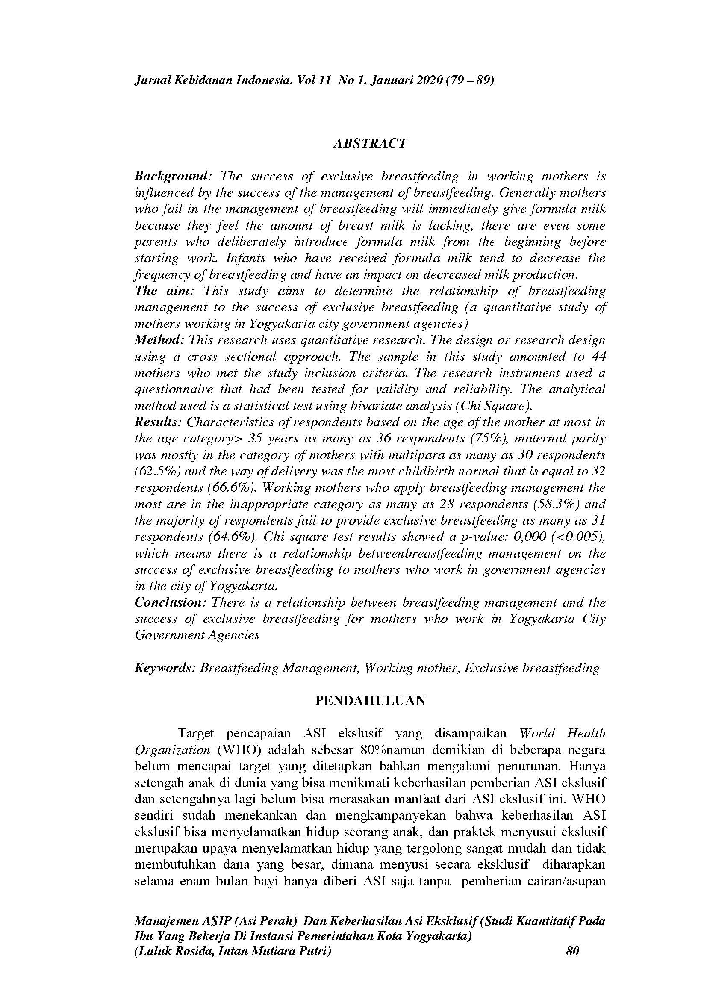 Jurnal Kebidanan Indonesia. Vol 11 No 1. Januari 2020 (79 – 89)
ABSTRACT
Background: The success of exclusive breastfeeding in working mothers is
influenced by the success of the management of breastfeeding. Generally mothers
who fail in the management of breastfeeding will immediately give formula milk
because they feel the amount of breast milk is lacking, there are even some
parents who deliberately introduce formula milk from the beginning before
starting work. Infants who have received formula milk tend to decrease the
frequency of breastfeeding and have an impact on decreased milk production.
The aim: This study aims to determine the relationship of breastfeeding
management to the success of exclusive breastfeeding (a quantitative study of
mothers working in Yogyakarta city government agencies)
Method: This research uses quantitative research. The design or research design
using a cross sectional approach. The sample in this study amounted to 44
mothers who met the study inclusion criteria. The research instrument used a
questionnaire that had been tested for validity and reliability. The analytical
method used is a statistical test using bivariate analysis (Chi Square).
Results: Characteristics of respondents based on the age of the mother at most in
the age category> 35 years as many as 36 respondents (75%), maternal parity
was mostly in the category of mothers with multipara as many as 30 respondents
(62.5%) and the way of delivery was the most childbirth normal that is equal to 32
respondents (66.6%). Working mothers who apply breastfeeding management the
most are in the inappropriate category as many as 28 respondents (58.3%) and
the majority of respondents fail to provide exclusive breastfeeding as many as 31
respondents (64.6%). Chi square test results showed a p-value: 0,000 (<0.005),
which means there is a relationship betweenbreastfeeding management on the
success of exclusive breastfeeding to mothers who work in government agencies
in the city of Yogyakarta.
Conclusion: There is a relationship between breastfeeding management and the
success of exclusive breastfeeding for mothers who work in Yogyakarta City
Government Agencies
Keywords: Breastfeeding Management, Working mother, Exclusive breastfeeding
PENDAHULUAN
Target pencapaian ASI ekslusif yang disampaikan World Health
Organization (WHO) adalah sebesar 80%namun demikian di beberapa negara
belum mencapai target yang ditetapkan bahkan mengalami penurunan. Hanya
setengah anak di dunia yang bisa menikmati keberhasilan pemberian ASI ekslusif
dan setengahnya lagi belum bisa merasakan manfaat dari ASI ekslusif ini. WHO
sendiri sudah menekankan dan mengkampanyekan bahwa keberhasilan ASI
ekslusif bisa menyelamatkan hidup seorang anak, dan praktek menyusui ekslusif
merupakan upaya menyelamatkan hidup yang tergolong sangat mudah dan tidak
membutuhkan dana yang besar, dimana menyusi secara eksklusif diharapkan
selama enam bulan bayi hanya diberi ASI saja tanpa pemberian cairan/asupan
Manajemen ASIP (Asi Perah) Dan Keberhasilan Asi Eksklusif (Studi Kuantitatif Pada
Ibu Yang Bekerja Di Instansi Pemerintahan Kota Yogyakarta)
(Luluk Rosida, Intan Mutiara Putri) 80